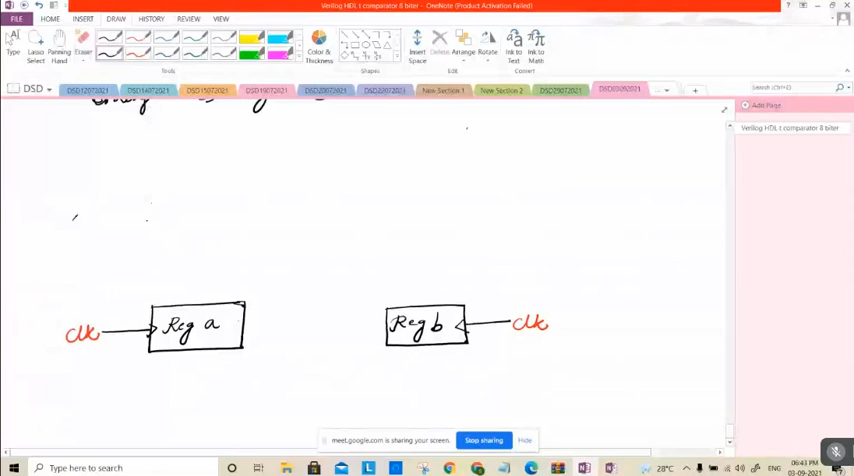 Verilog HDL t comparator 8 biter - OneNote (Product Activation Failed)
FILE HOME INSERT DRAW HISTORY REVIEW VIEW
Type Lasso Select Panning Hand Eraser Color & Thickness Insert Space Delete Arrange Rotate Ink to Text Ink to Math
Tools Shapes Edit Convert
DSD DSD12072021 DSD14072021 DSD15072021 DSD19072021 DSD20072021 DSD22072021 New Section 1 New Section 2 DSD29072021 DSD03092021 ... Search (Ctrl+E)
Add Page
Verilog HDL t comparator 8 biter
Clk Reg a Reg b Clk
meet.google.com is sharing your screen. Stop sharing Hide
Type here to search 28°C ENG 06:43 PM
03-09-2021